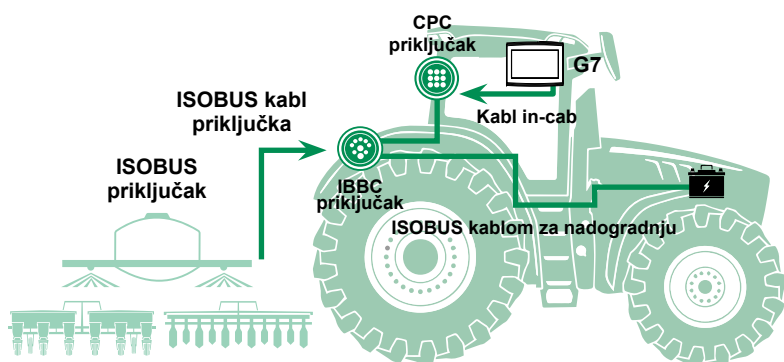 CPC
priključak
G7
Kabl in-cab
ISOBUS kabl
priključka
ISOBUS
priključak
IBBC
priključak
ISOBUS kablom za nadogradnju